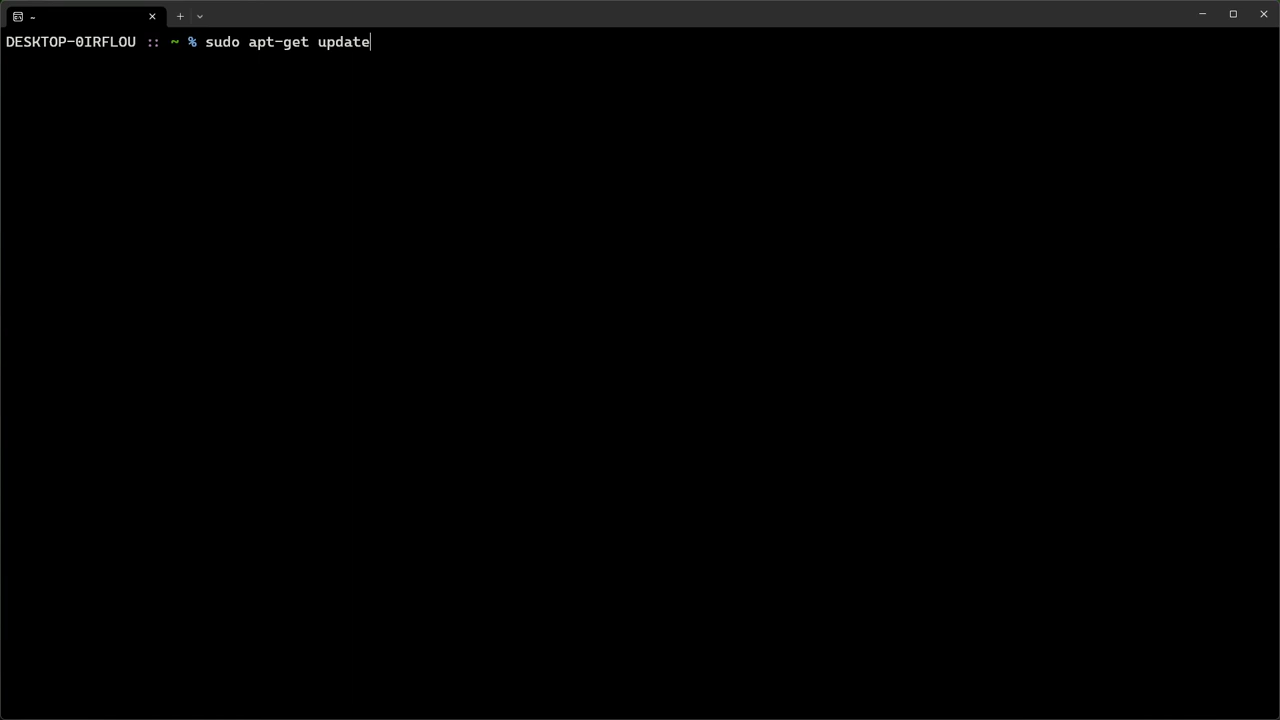 ~
DESKTOP-0IRFLOU :: ~ % sudo apt-get update